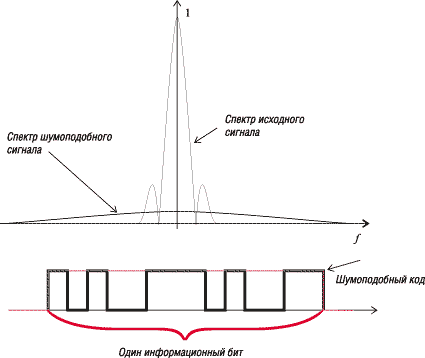 1
Спектр исходного
сигнала
Спектр шумоподобного
сигнала
f
Шумоподобный код
Один информационный бит